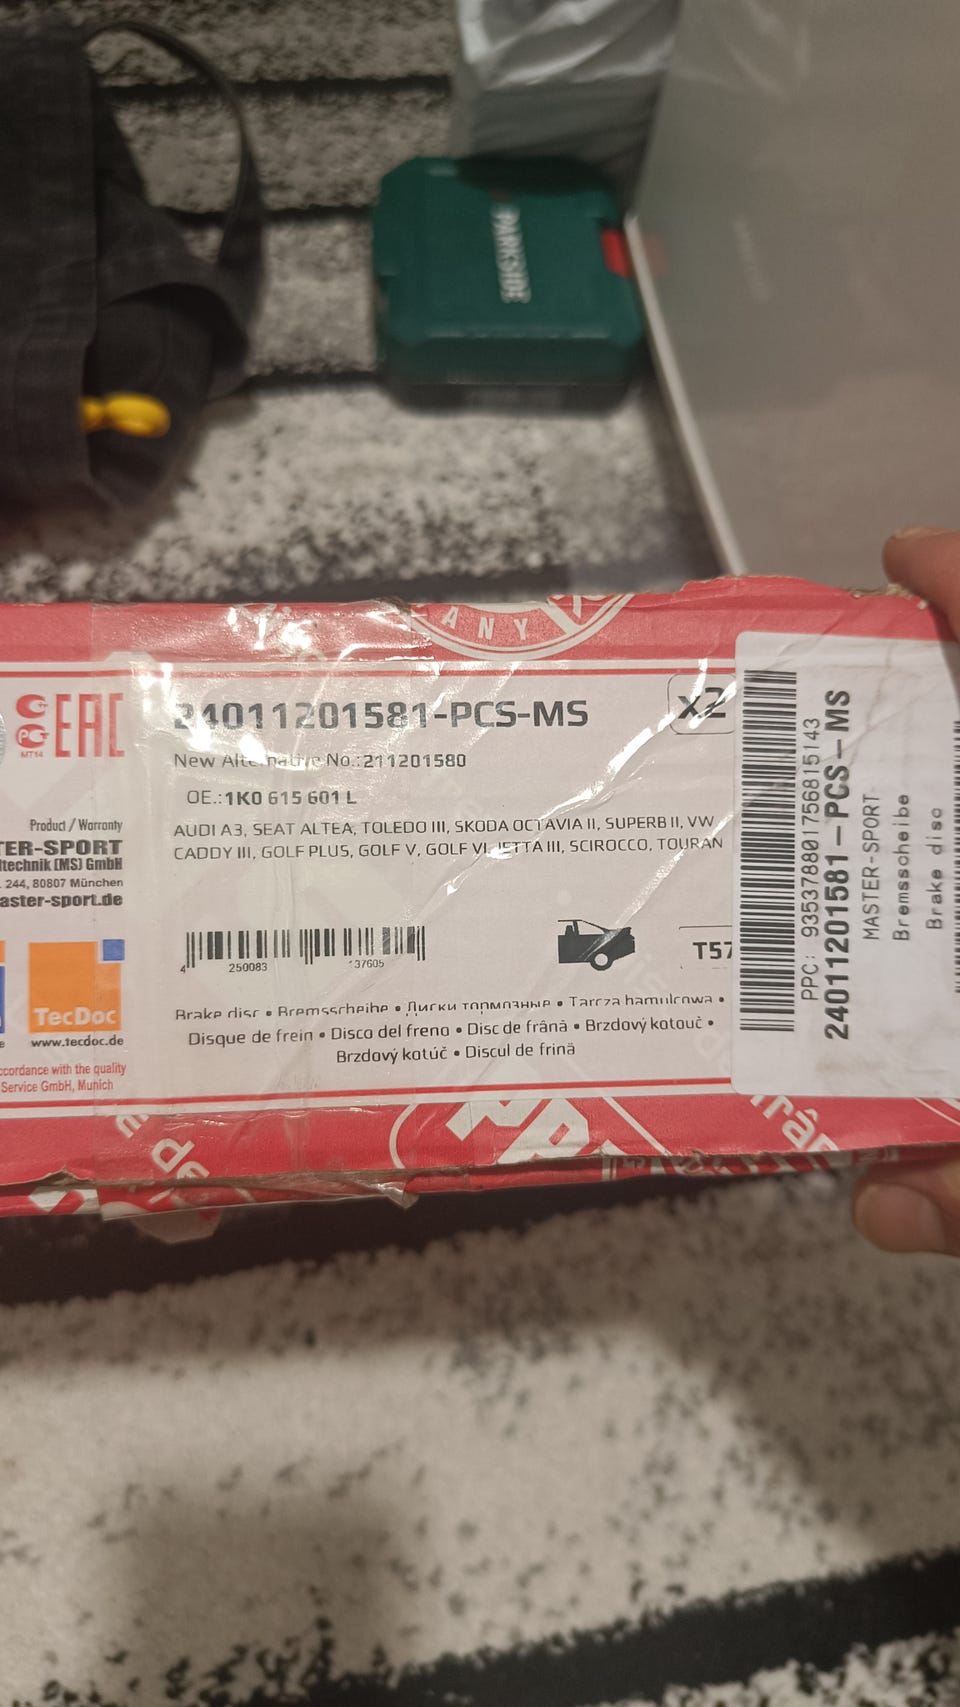 PARKSIDE
ANY
EAC
MT14
24011201581-PCS-MS
x2
New Alternative No.:211201580
OE.:1K0 615 601 L
AUDI A3, SEAT ALTEA, TOLEDO III, SKODA OCTAVIA II, SUPERB II, VW
CADDY III, GOLF PLUS, GOLF V, GOLF VI, JETTA III, SCIROCCO, TOURAN
Product / Warranty
TER-SPORT
ltechnik (MS) GmbH
. 244, 80807 München
aster-sport.de
TecDoc
www.tecdoc.de
ccordance with the quality
Service GmbH, Munich
4 250083 137605
T57
Brake disc • Bremsscheibe • Диски тормозные • Tarcza hamulcowa •
Disque de frein • Disco del freno • Disc de frână • Brzdový kotouč •
Brzdový kotúč • Discul de frină
PPC: 935378801756815143
24011201581-PCS-MS
MASTER-SPORT
Bremsscheibe
Brake disc